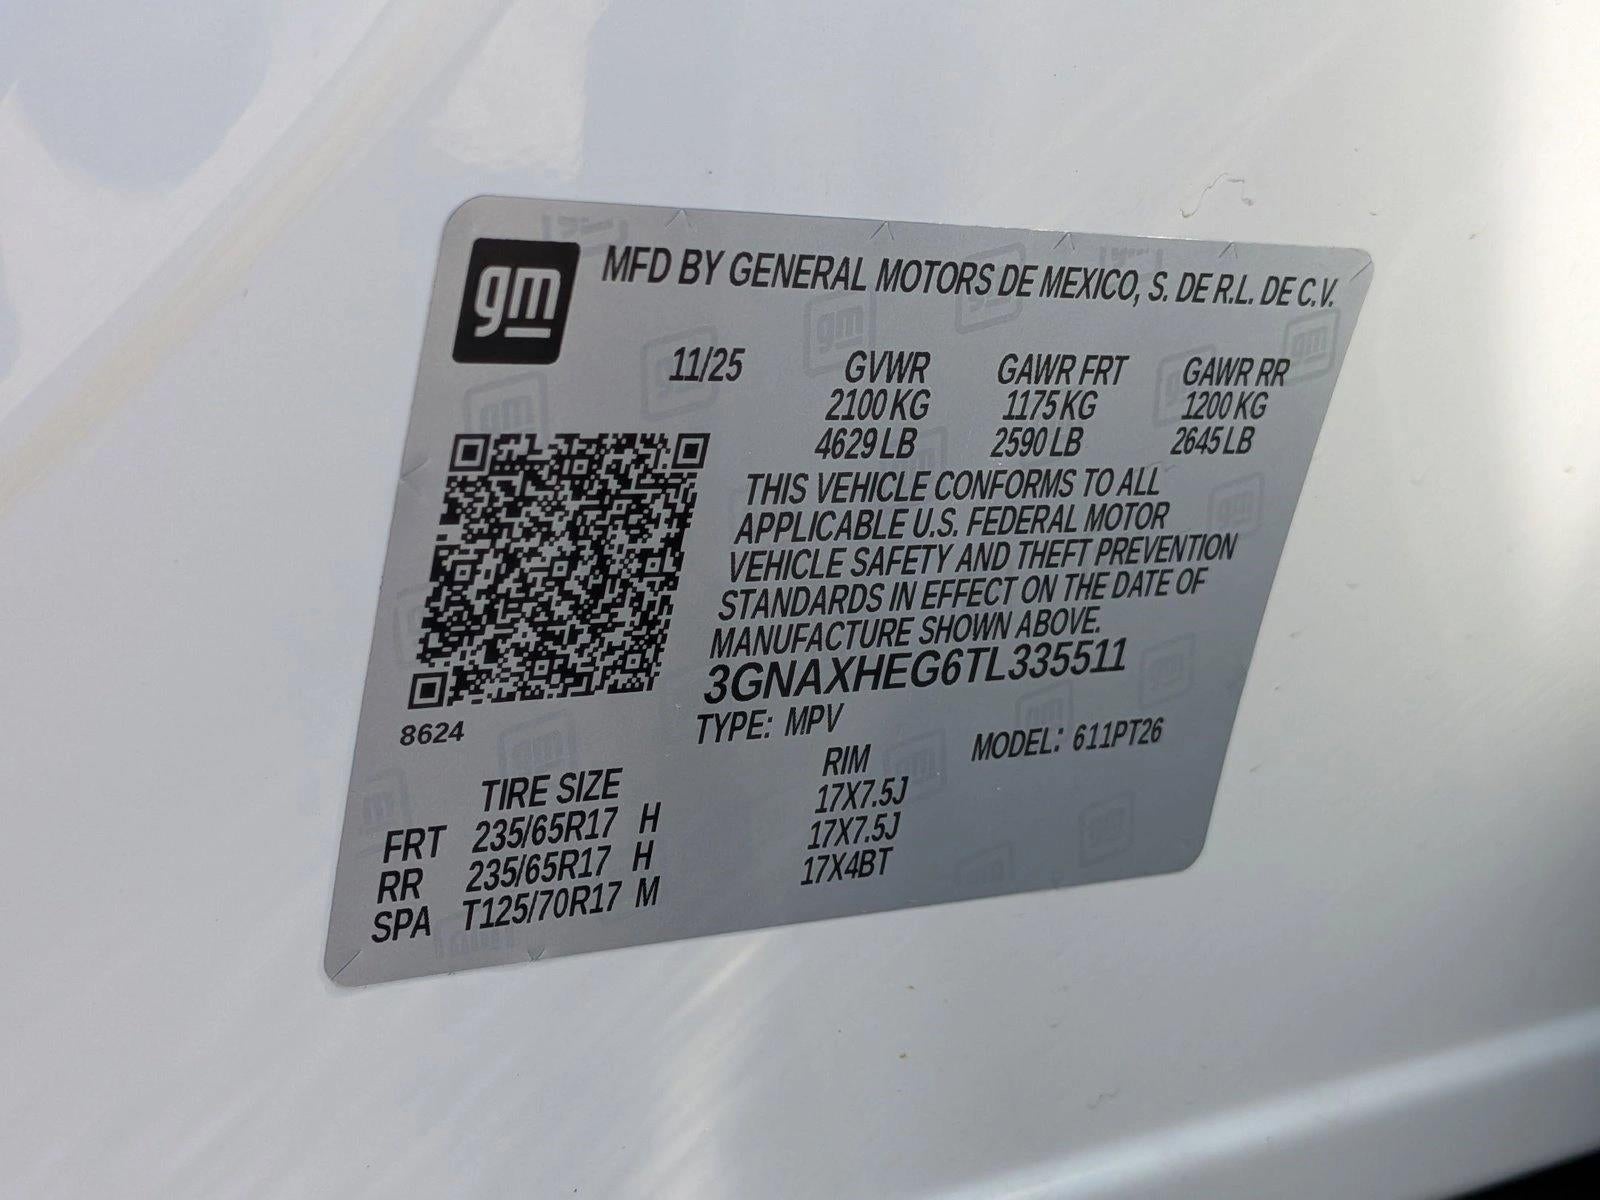 gm
MFD BY GENERAL MOTORS DE MEXICO, S. DE R.L. DE C.V.
11/25 GVWR GAWR FRT GAWR RR
2100 KG 1175 KG 1200 KG
4629 LB 2590 LB 2645 LB
THIS VEHICLE CONFORMS TO ALL
APPLICABLE U.S. FEDERAL MOTOR
VEHICLE SAFETY AND THEFT PREVENTION
STANDARDS IN EFFECT ON THE DATE OF
MANUFACTURE SHOWN ABOVE.
3GNAXHEG6TL335511
8624
TYPE: MPV MODEL: 611PT26
TIRE SIZE RIM
FRT 235/65R17 H 17X7.5J
RR 235/65R17 H 17X7.5J
SPA T125/70R17 M 17X4BT